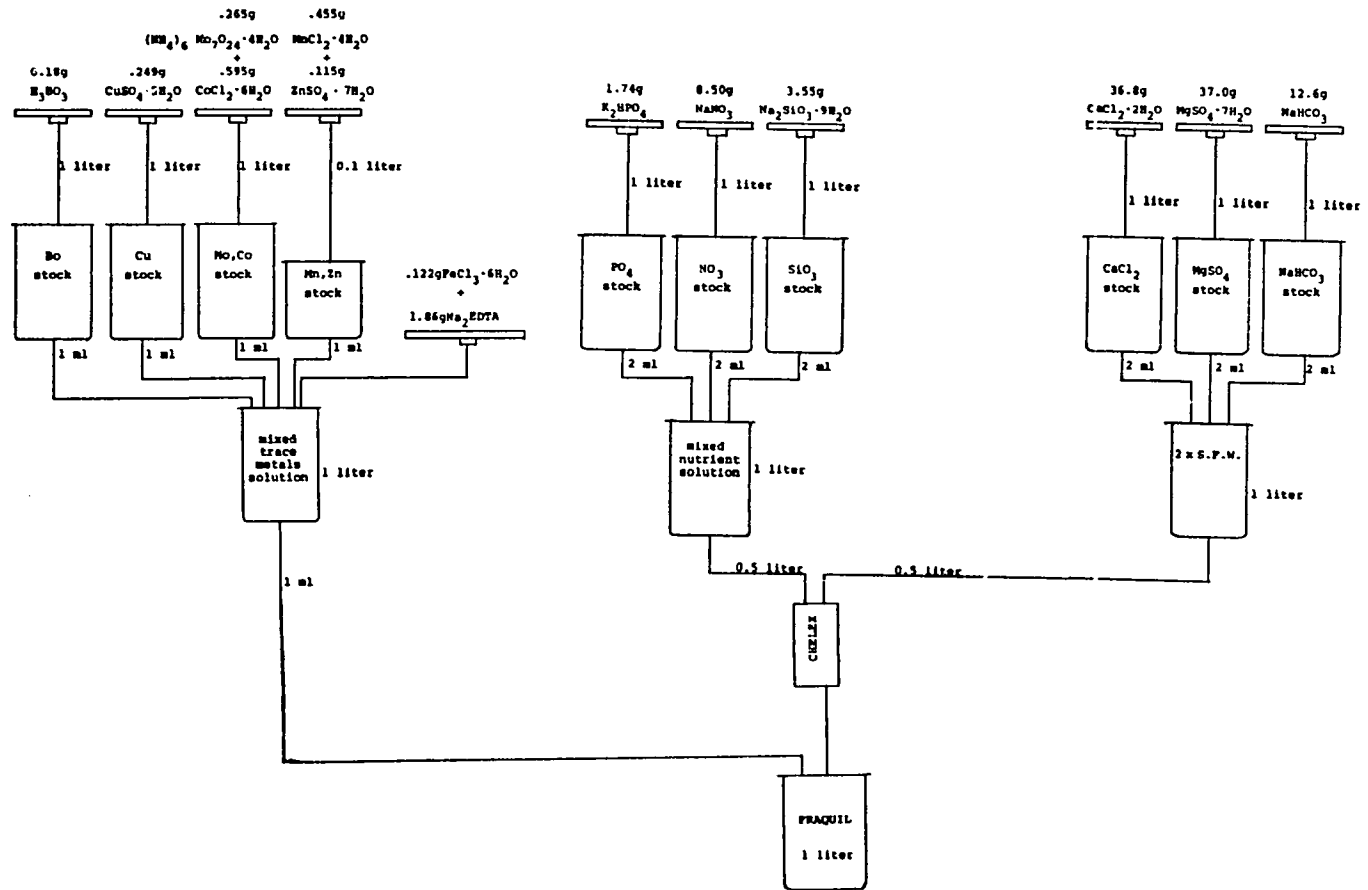 .265g
(NH4)6 Mo7O24·4H2O
+
.595g
CoCl2·6H2O
.455g
MnCl2·4H2O
+
.115g
ZnSO4·7H2O
6.18g
H3BO3
.249g
CuSO4·5H2O
1 liter
1 liter
1 liter
0.1 liter
Bo
stock
Cu
stock
Mo,Co
stock
Mn,Zn
stock
.122gFeCl3·6H2O
+
1.86gNa2EDTA
1 ml
1 ml
1 ml
1 ml
mixed
trace
metals
solution
1 liter
1 ml
1.74g
K2HPO4
8.50g
NaNO3
3.55g
Na2SiO3·9H2O
1 liter
1 liter
1 liter
PO4
stock
NO3
stock
SiO3
stock
2 ml
2 ml
2 ml
mixed
nutrient
solution
1 liter
0.5 liter
36.8g
CaCl2·2H2O
37.0g
MgSO4·7H2O
12.6g
NaHCO3
1 liter
1 liter
1 liter
CaCl2
stock
MgSO4
stock
NaHCO3
stock
2 ml
2 ml
2 ml
2 x S.F.W.
1 liter
0.5 liter
CHELEX
FRAQUIL
1 liter